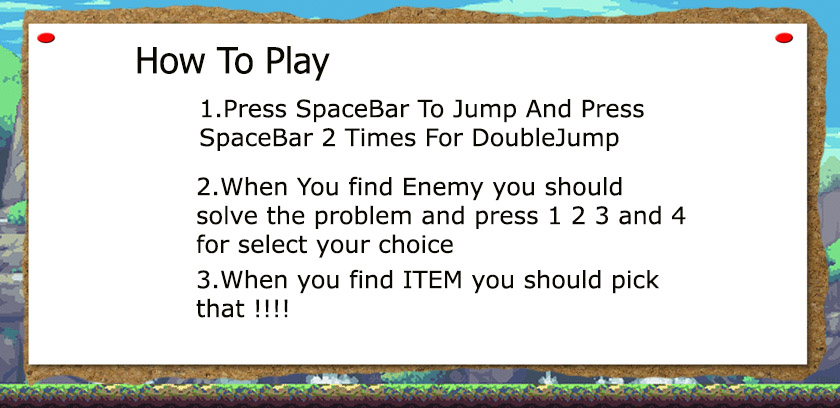 How To Play
1.Press SpaceBar To Jump And Press
SpaceBar 2 Times For DoubleJump
2.When You find Enemy you should
solve the problem and press 1 2 3 and 4
for select your choice
3.When you find ITEM you should pick
that !!!!